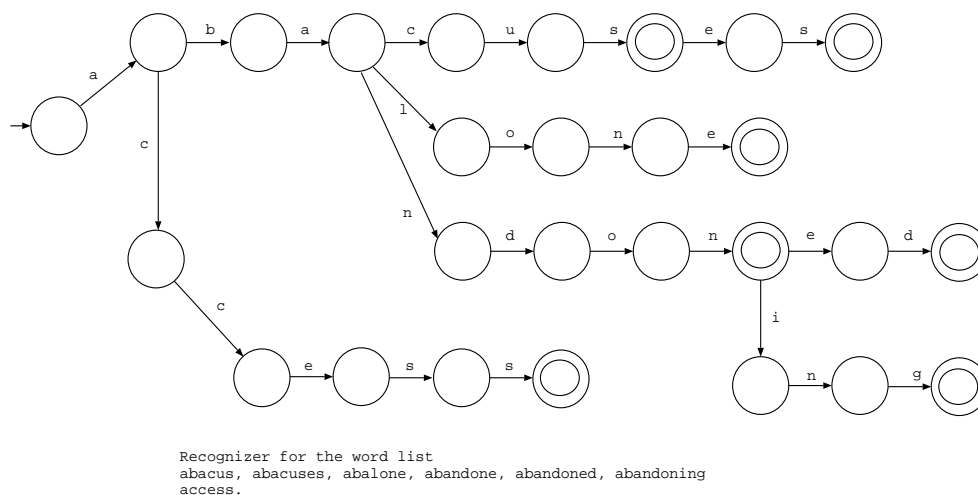 b a c u s e s
a
l o n e
c
n d o n e d
i
c
e s s
n g
Recognizer for the word list
abacus, abacuses, abalone, abandone, abandoned, abandoning
access.